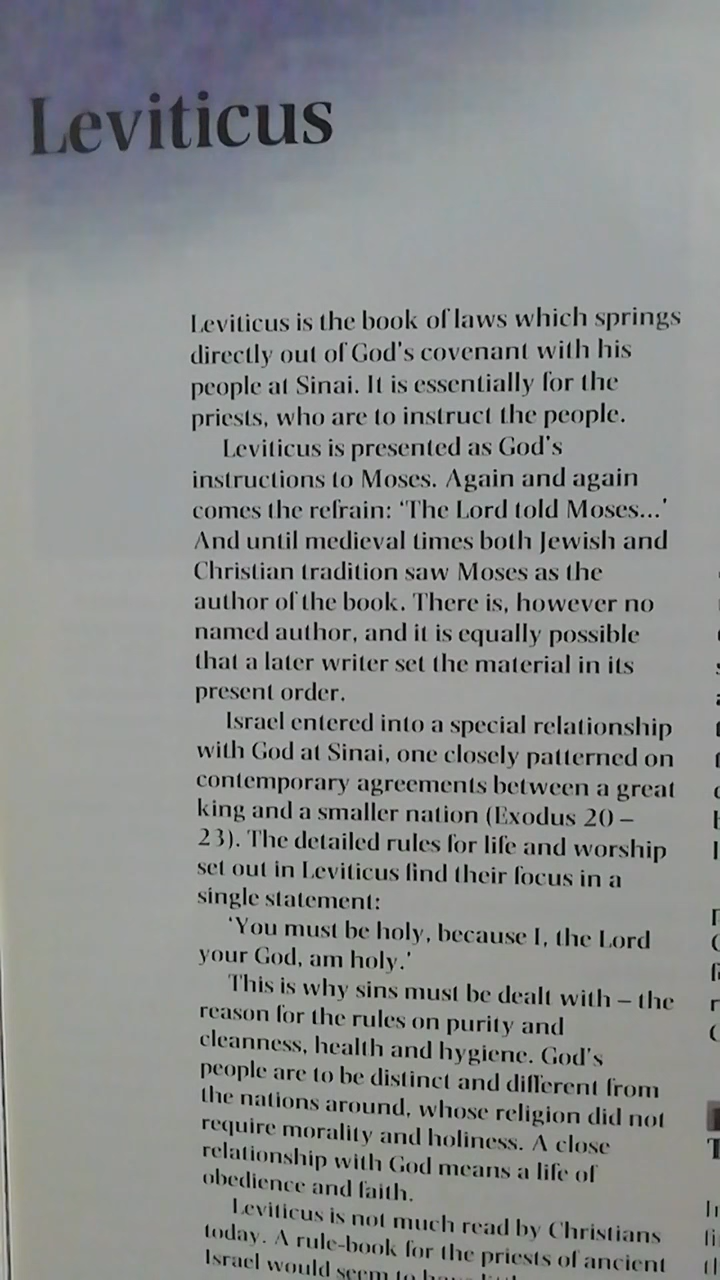 Leviticus
Leviticus is the book of laws which springs
directly out of God's covenant with his
people at Sinai. It is essentially for the
priests, who are to instruct the people.
Leviticus is presented as God's
instructions to Moses. Again and again
comes the refrain: ‘The Lord told Moses...’
And until medieval times both Jewish and
Christian tradition saw Moses as the
author of the book. There is, however no
named author, and it is equally possible
that a later writer set the material in its
present order.
Israel entered into a special relationship
with God at Sinai, one closely patterned on
contemporary agreements between a great
king and a smaller nation (Exodus 20 –
23). The detailed rules for life and worship
set out in Leviticus find their focus in a
single statement:
‘You must be holy, because I, the Lord
your God, am holy.’
This is why sins must be dealt with – the
reason for the rules on purity and
cleanness, health and hygiene. God's
people are to be distinct and different from
the nations around, whose religion did not
require morality and holiness. A close
relationship with God means a life of
obedience and faith.
Leviticus is not much read by Christians
today. A rule-book for the priests of ancient
Israel would seem to